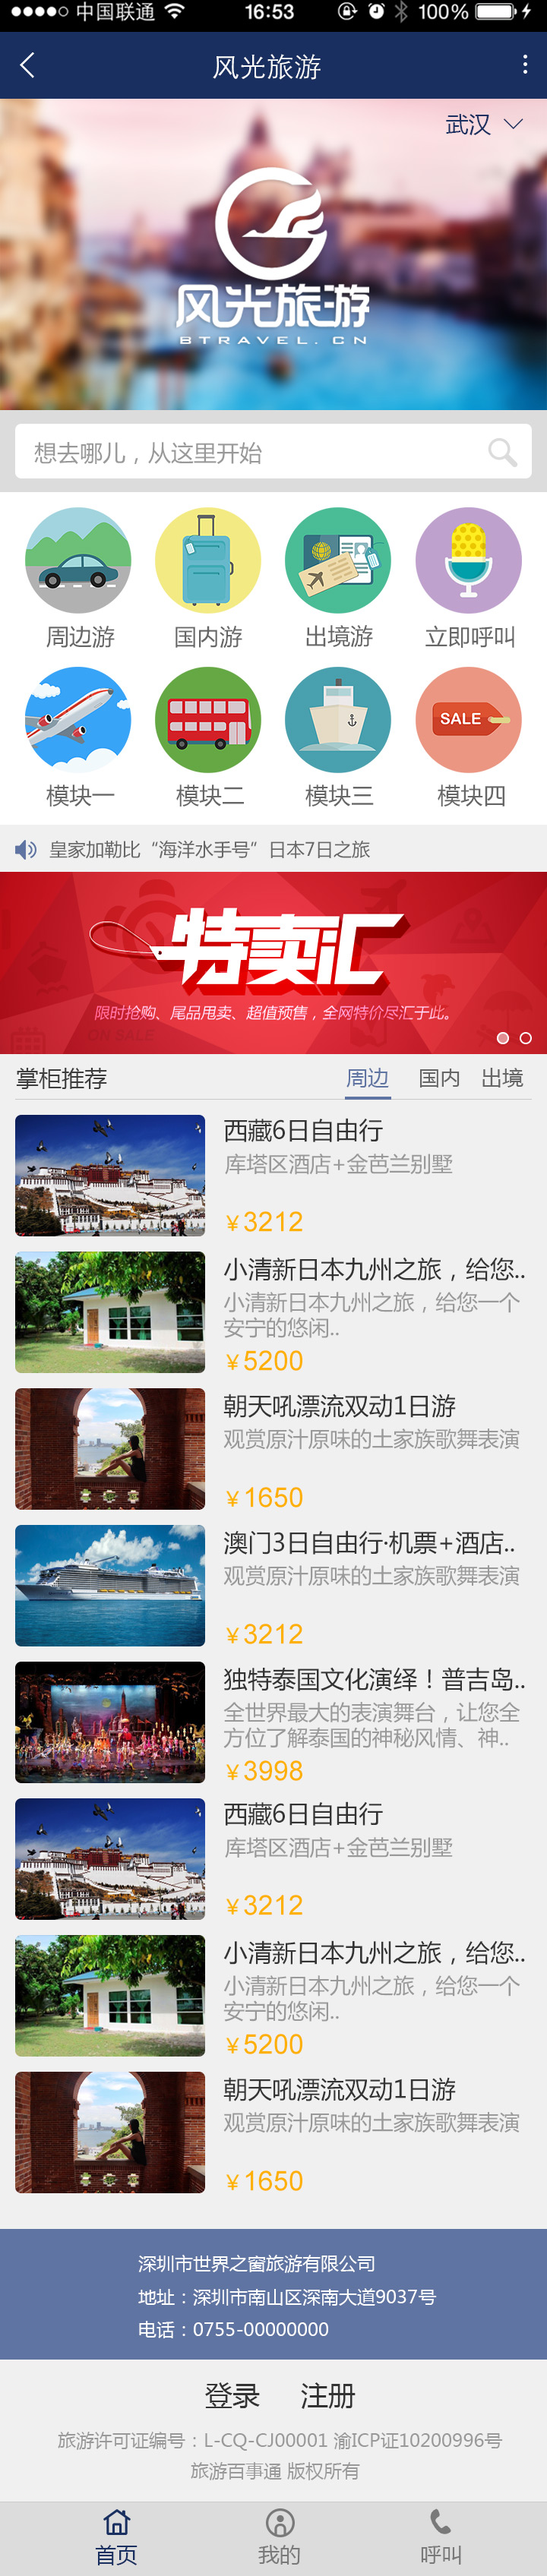 中国联通 16:53 100%
风光旅游
武汉
风光旅游
BTRAVEL.CN
想去哪儿，从这里开始
周边游 国内游 出境游 立即呼叫
SALE
模块一 模块二 模块三 模块四
皇家加勒比“海洋水手号”日本7日之旅
特卖汇
限时抢购、尾品甩卖、超值预售，全网特价尽汇于此。
ON SALE
掌柜推荐 周边 国内 出境
西藏6日自由行
库塔区酒店+金芭兰别墅
¥3212
小清新日本九州之旅，给您..
小清新日本九州之旅，给您一个
安宁的悠闲..
¥5200
朝天吼漂流双动1日游
观赏原汁原味的土家族歌舞表演
¥1650
澳门3日自由行·机票+酒店..
观赏原汁原味的土家族歌舞表演
¥3212
独特泰国文化演绎！普吉岛..
全世界最大的表演舞台，让您全
方位了解泰国的神秘风情、神..
¥3998
西藏6日自由行
库塔区酒店+金芭兰别墅
¥3212
小清新日本九州之旅，给您..
小清新日本九州之旅，给您一个
安宁的悠闲..
¥5200
朝天吼漂流双动1日游
观赏原汁原味的土家族歌舞表演
¥1650
深圳市世界之窗旅游有限公司
地址：深圳市南山区深南大道9037号
电话：0755-00000000
登录 注册
旅游许可证编号：L-CQ-CJ00001 渝ICP证10200996号
旅游百事通 版权所有
首页 我的 呼叫